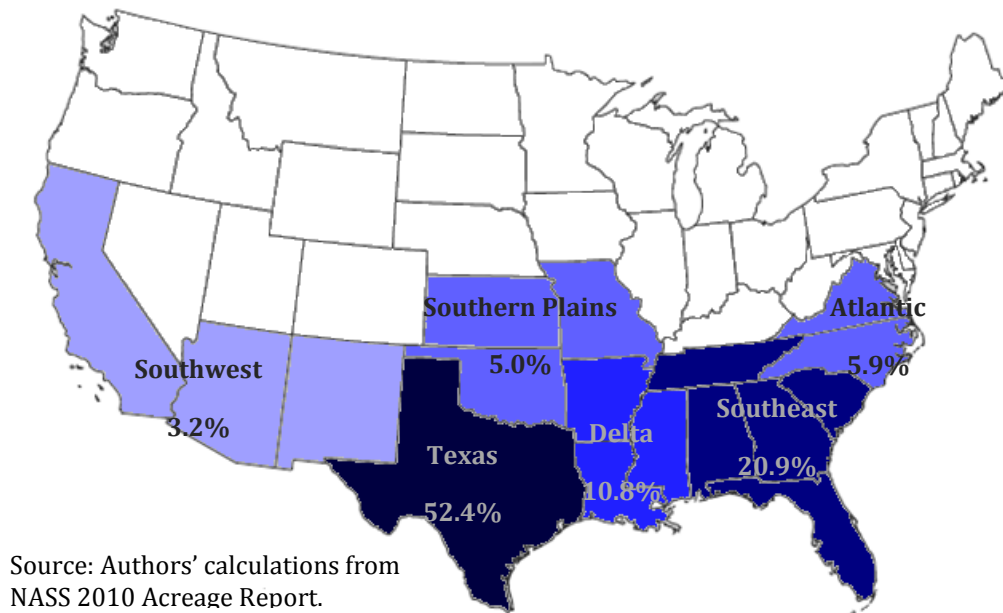 Southern Plains
5.0%
Atlantic
5.9%
Southwest
3.2%
Southeast
20.9%
Delta
10.8%
Texas
52.4%
Source: Authors’ calculations from
NASS 2010 Acreage Report.